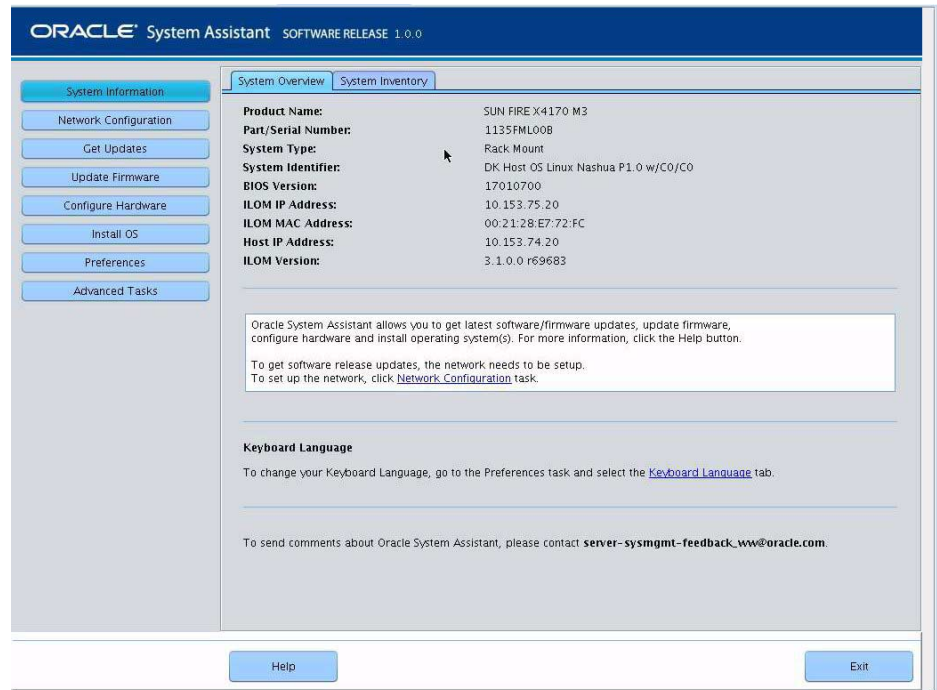 ORACLE System Assistant SOFTWARE RELEASE 1.0.0
System Information
Network Configuration
Get Updates
Update Firmware
Configure Hardware
Install OS
Preferences
Advanced Tasks
System Overview System Inventory
Product Name: SUN FIRE X4170 M3
Part/Serial Number: 1135FML00B
System Type: Rack Mount
System Identifier: DK Host OS Linux Nashua P1.0 w/C0/C0
BIOS Version: 17010700
ILOM IP Address: 10.153.75.20
ILOM MAC Address: 00:21:28:E7:72:FC
Host IP Address: 10.153.74.20
ILOM Version: 3.1.0.0 r69683
Oracle System Assistant allows you to get latest software/firmware updates, update firmware,
configure hardware and install operating system(s). For more information, click the Help button.
To get software release updates, the network needs to be setup.
To set up the network, click Network Configuration task.
Keyboard Language
To change your Keyboard Language, go to the Preferences task and select the Keyboard Language tab.
To send comments about Oracle System Assistant, please contact server-sysmgmt-feedback_ww@oracle.com.
Help
Exit